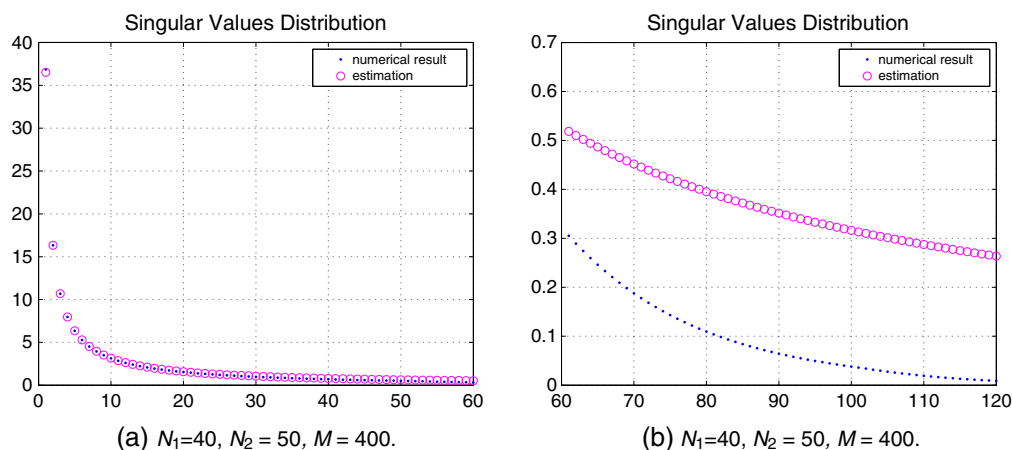 Singular Values Distribution
40
35
30
25
20
15
10
5
0
0 10 20 30 40 50 60
numerical result
estimation
(a) N1=40, N2 = 50, M = 400.
Singular Values Distribution
0.7
0.6
0.5
0.4
0.3
0.2
0.1
0
60 70 80 90 100 110 120
numerical result
estimation
(b) N1=40, N2 = 50, M = 400.